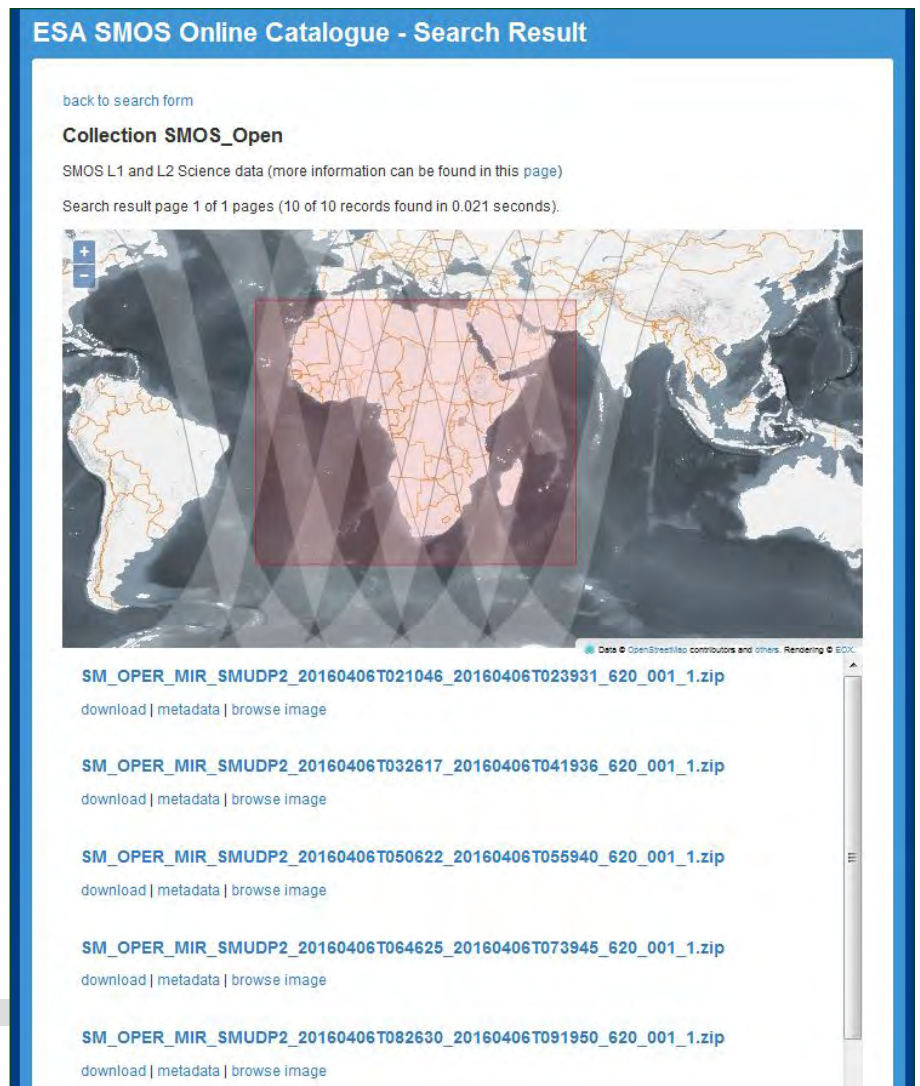 ESA SMOS Online Catalogue - Search Result
back to search form
Collection SMOS_Open
SMOS L1 and L2 Science data (more information can be found in this page)
Search result page 1 of 1 pages (10 of 10 records found in 0.021 seconds).
+
−
Data © OpenStreetMap contributors and others. Rendering © EOX.
SM_OPER_MIR_SMUDP2_20160406T021046_20160406T023931_620_001_1.zip
download | metadata | browse image
SM_OPER_MIR_SMUDP2_20160406T032617_20160406T041936_620_001_1.zip
download | metadata | browse image
SM_OPER_MIR_SMUDP2_20160406T050622_20160406T055940_620_001_1.zip
download | metadata | browse image
SM_OPER_MIR_SMUDP2_20160406T064625_20160406T073945_620_001_1.zip
download | metadata | browse image
SM_OPER_MIR_SMUDP2_20160406T082630_20160406T091950_620_001_1.zip
download | metadata | browse image